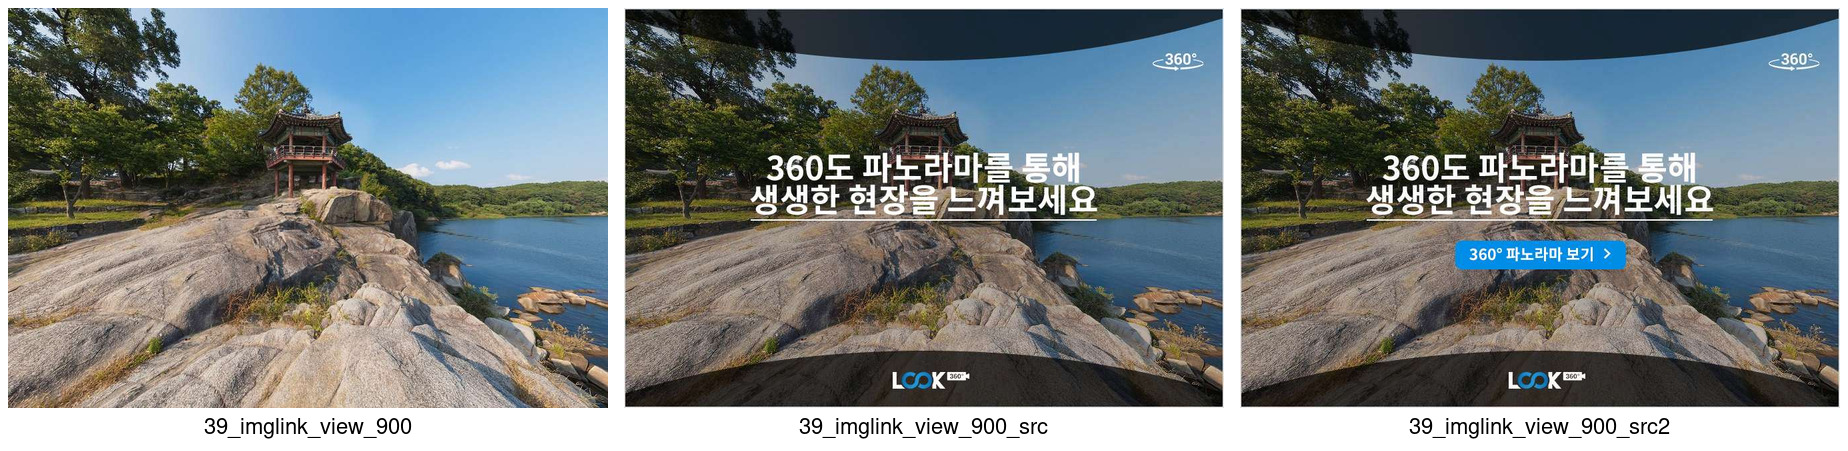 360°
360도 파노라마를 통해
생생한 현장을 느껴보세요
LOOK 360°
360°
360도 파노라마를 통해
생생한 현장을 느껴보세요
360° 파노라마 보기 >
LOOK 360°
39_imglink_view_900
39_imglink_view_900_src
39_imglink_view_900_src2